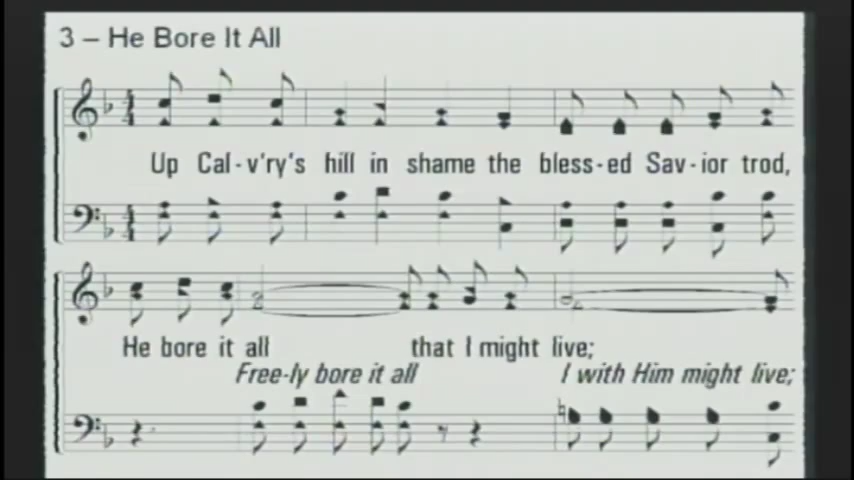 3 – He Bore It All
Up Cal-v'ry's hill in shame the bless-ed Sav-ior trod,
He bore it all that I might live;
Free-ly bore it all I with Him might live;